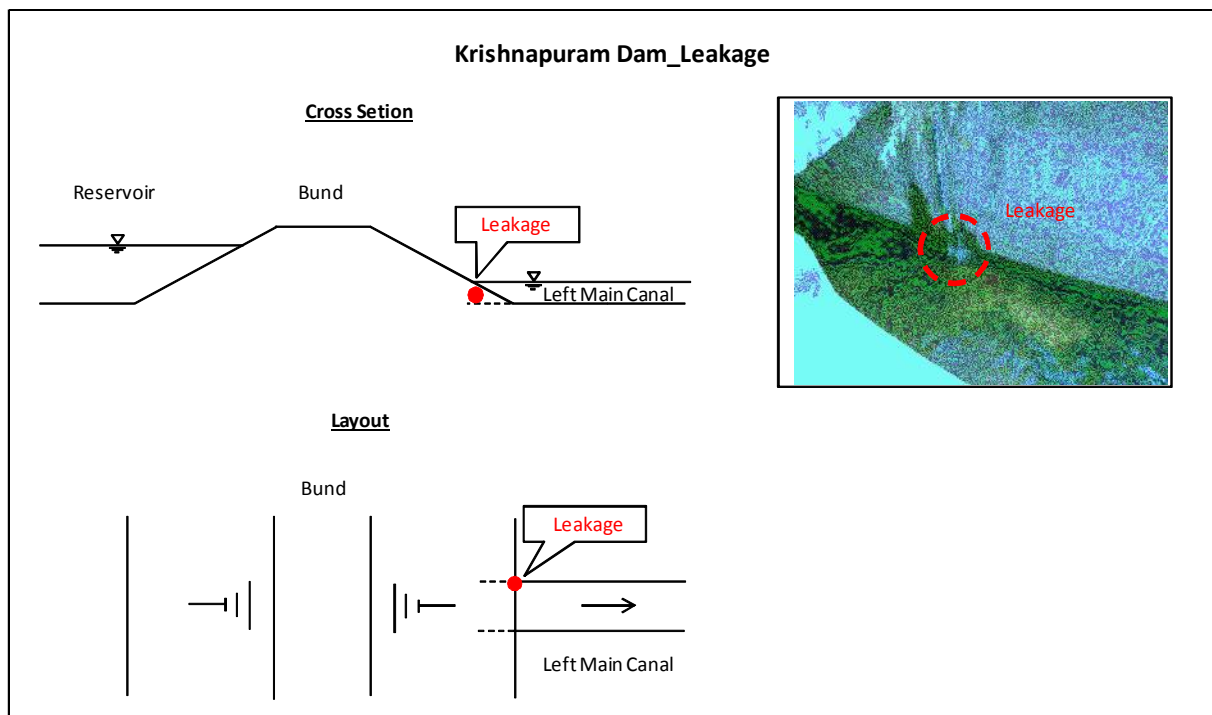 Krishnapuram Dam_Leakage
Cross Setion
Reservoir
Bund
Leakage
Left Main Canal
Leakage
Layout
Bund
Leakage
Left Main Canal